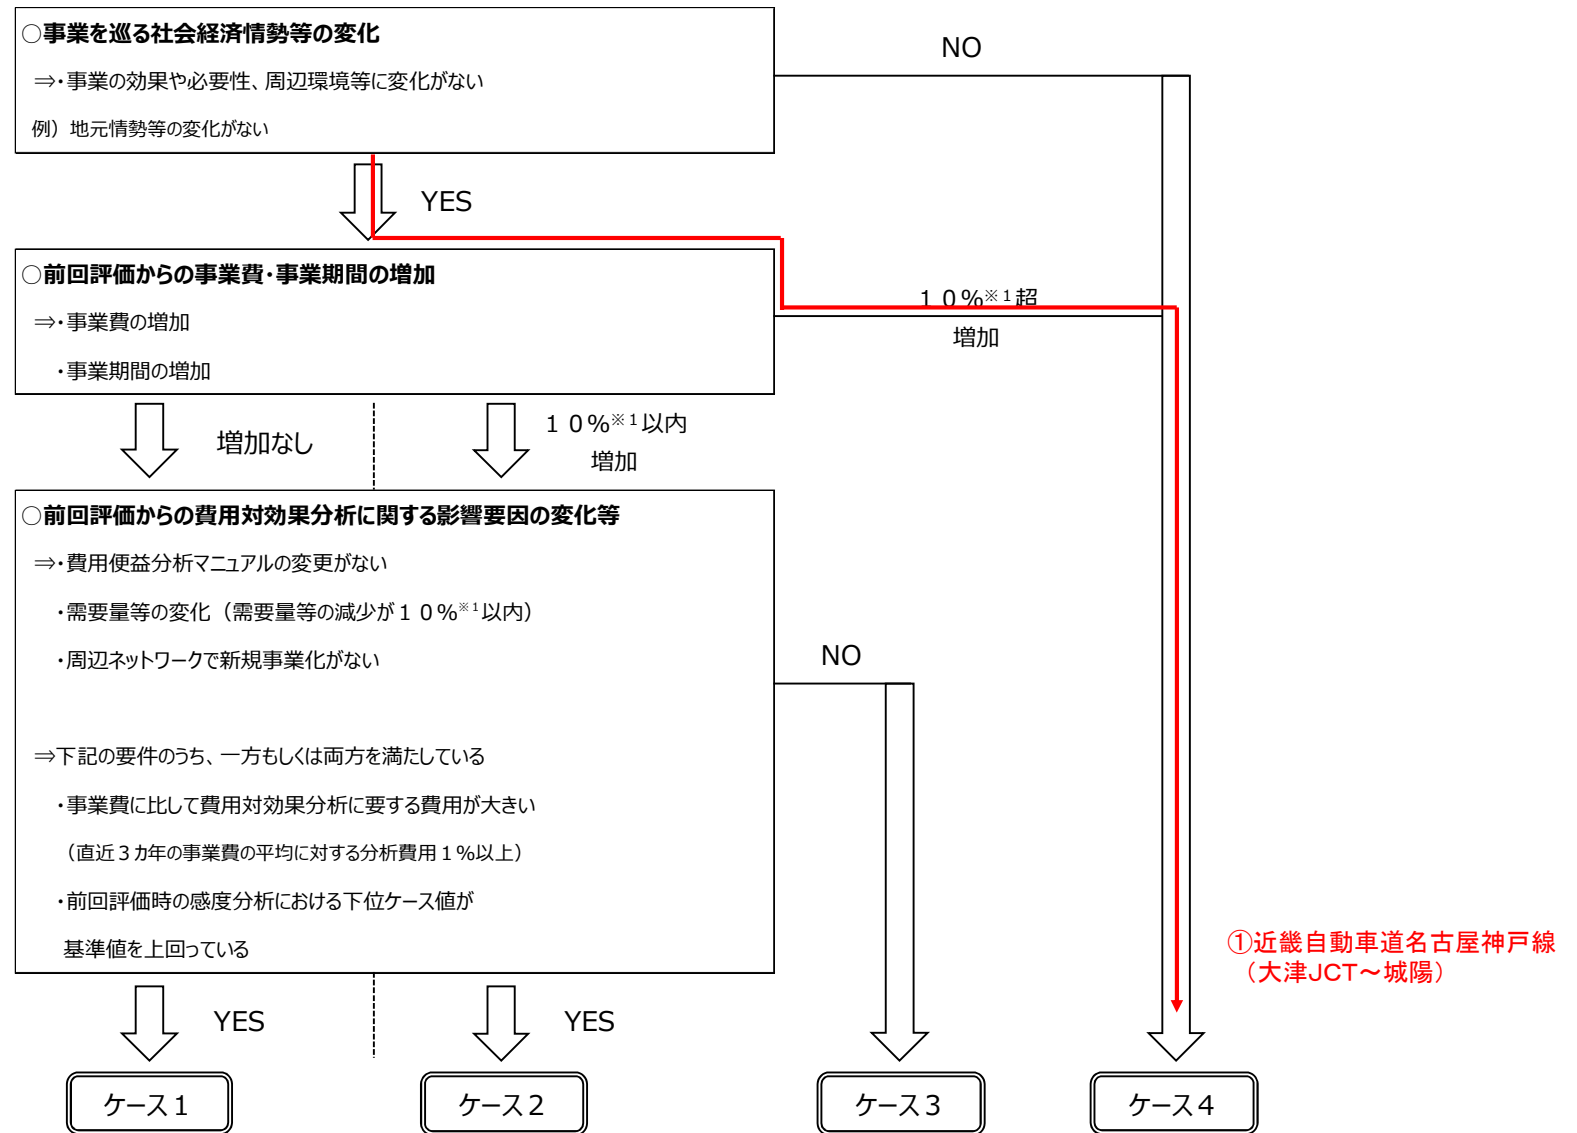 ○事業を巡る社会経済情勢等の変化
⇒・事業の効果や必要性、周辺環境等に変化がない
例）地元情勢等の変化がない
NO
YES
○前回評価からの事業費・事業期間の増加
⇒・事業費の増加
・事業期間の増加
１０%※１超
増加
増加なし
１０%※１以内
増加
○前回評価からの費用対効果分析に関する影響要因の変化等
⇒・費用便益分析マニュアルの変更がない
・需要量等の変化（需要量等の減少が１０%※１以内）
・周辺ネットワークで新規事業化がない
NO
⇒下記の要件のうち、一方もしくは両方を満たしている
・事業費に比して費用対効果分析に要する費用が大きい
（直近３カ年の事業費の平均に対する分析費用１%以上）
・前回評価時の感度分析における下位ケース値が
基準値を上回っている
①近畿自動車道名古屋神戸線
（大津JCT～城陽）
YES
YES
ケース１
ケース２
ケース３
ケース４